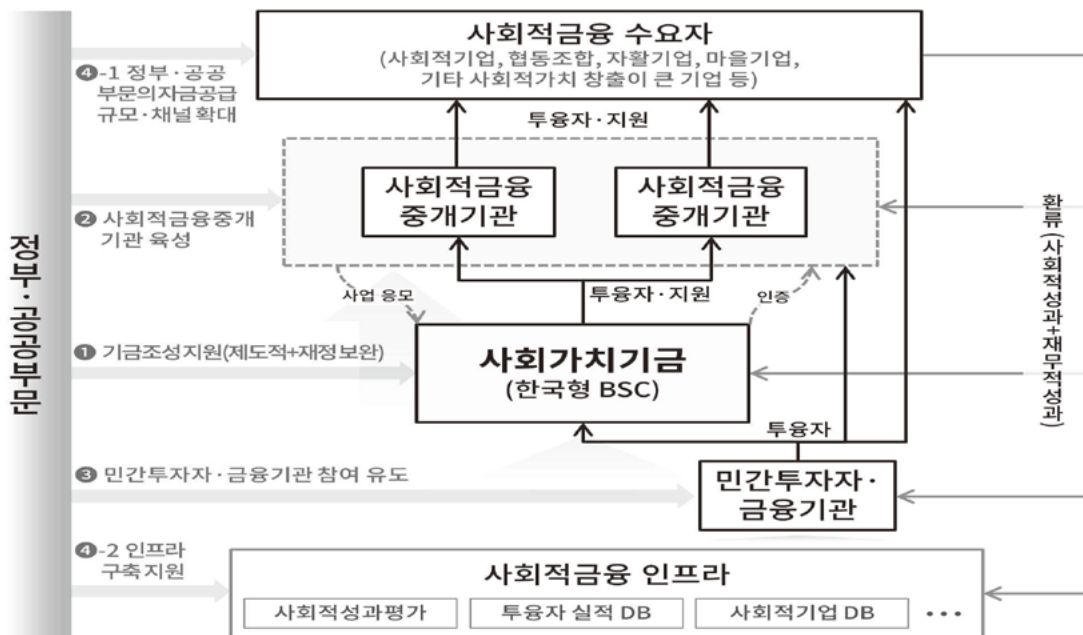 사회적금융 수요자
(사회적기업, 협동조합, 자활기업, 마을기업,
기타 사회적가치 창출이 큰 기업 등)
❹-1 정부·공공
부문의 자금공급
규모·채널 확대
투융자·지원
사회적금융
중개기관
사회적금융
중개기관
❷ 사회적금융중개
기관 육성
정부·공공부문
환류 (사회적성과+재무적성과)
사업 응모
투융자·지원
인증
❶ 기금조성지원(제도적+재정보완)
사회가치기금
(한국형 BSC)
투융자
❸ 민간투자자·금융기관 참여 유도
민간투자자·
금융기관
❹-2 인프라
구축지원
사회적금융 인프라
사회적성과평가
투융자 실적 DB
사회적기업 DB
•••